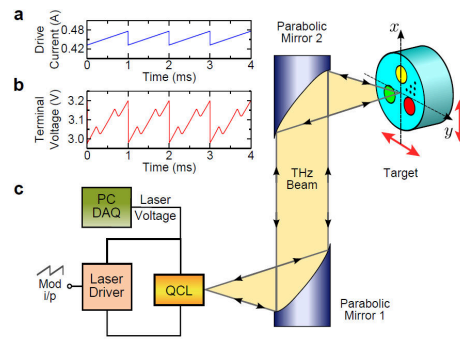 a
Drive
Current (A)
0.48
0.42
0 1 2 3 4
Time (ms)
b
Terminal
Voltage (V)
3.2
3.1
3.0
2.9
0 1 2 3 4
Time (ms)
c
PC
DAQ
Laser
Voltage
Mod
i/p
Laser
Driver
QCL
Parabolic
Mirror 2
THz
Beam
Parabolic
Mirror 1
x
y
Target